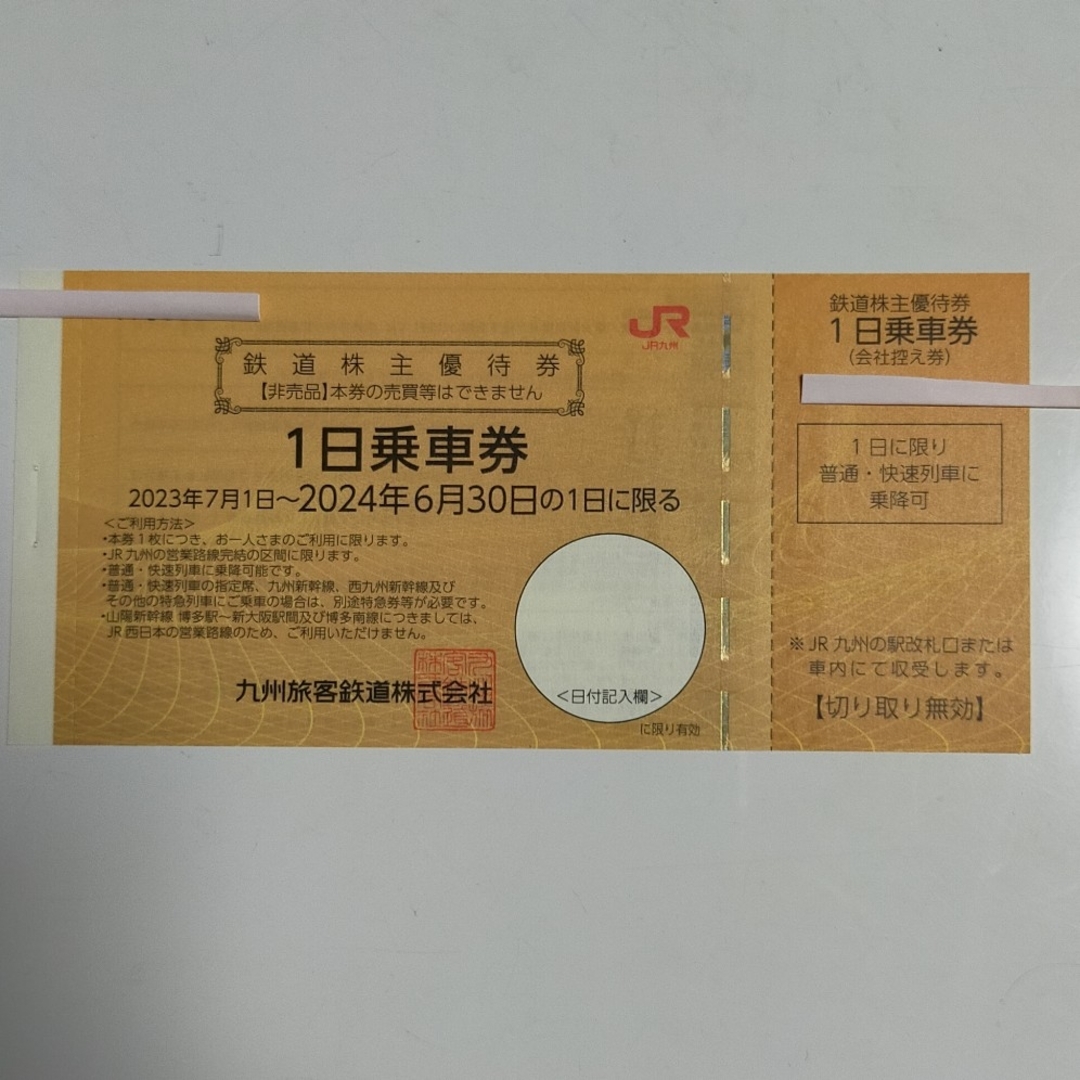 JR
JR九州
鉄道株主優待券
【非売品】本券の売買等はできません
1日乗車券
2023年7月1日～2024年6月30日の1日に限る
＜ご利用方法＞
・本券1枚につき、お一人さまのご利用に限ります。
・JR九州の営業路線完結の区間に限ります。
・普通・快速列車に乗降可能です。
・普通・快速列車の指定席、九州新幹線、西九州新幹線及び
その他の特急列車にご乗車の場合は、別途特急券等が必要です。
・山陽新幹線 博多駅～新大阪駅間及び博多南線につきましては、
JR西日本の営業路線のため、ご利用いただけません。
九州旅客鉄道株式会社
＜日付記入欄＞
に限り有効
鉄道株主優待券
1日乗車券
(会社控え券)
1日に限り
普通・快速列車に
乗降可
※JR九州の駅改札口または
車内にて収受します。
【切り取り無効】